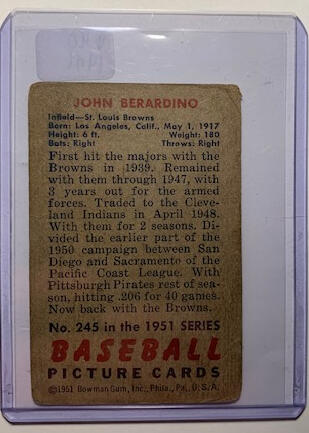 JOHN BERARDINO
Infield—St. Louis Browns
Born: Los Angeles, Calif., May 1, 1917
Height: 6 ft. Weight: 180
Bats: Right Throws: Right
First hit the majors with the
Browns in 1939. Remained
with them through 1947, with
3 years out for the armed
forces. Traded to the Cleve-
land Indians in April 1948.
With them for 2 seasons. Di-
vided the earlier part of the
1950 campaign between San
Diego and Sacramento of the
Pacific Coast League. With
Pittsburgh Pirates rest of sea-
son, hitting .206 for 40 games.
Now back with the Browns.
No. 245 in the 1951 SERIES
BASEBALL
PICTURE CARDS
©1951 Bowman Gum, Inc., Phila., Pa., U. S. A.